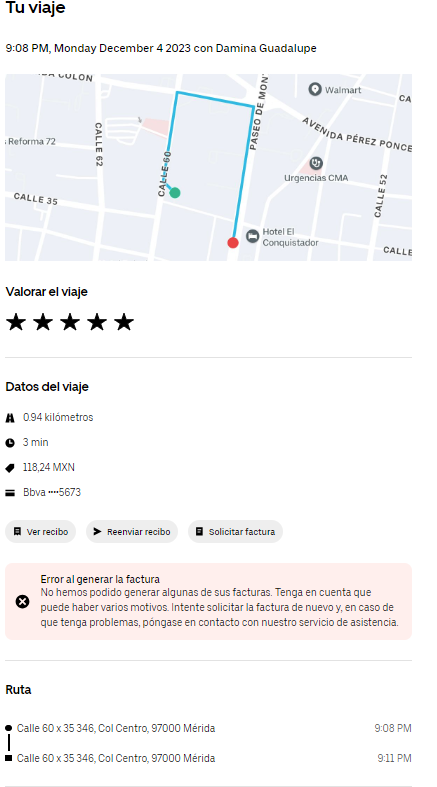 Tu viaje
9:08 PM, Monday December 4 2023 con Damina Guadalupe
COLON
PASEO DE MON
Walmart
CA
AVENIDA PÉREZ PONCE
Reforma 72
CALLE 62
CALLE 60
Urgencias CMA
CALLE 52
CALLE 35
Hotel El
Conquistador
CALLE
Valorar el viaje
Datos del viaje
0.94 kilómetros
3 min
118,24 MXN
Bbva ••••5673
Ver recibo
Reenviar recibo
Solicitar factura
Error al generar la factura
No hemos podido generar algunas de sus facturas. Tenga en cuenta que
puede haber varios motivos. Intente solicitar la factura de nuevo y, en caso de
que tenga problemas, póngase en contacto con nuestro servicio de asistencia.
Ruta
Calle 60 x 35 346, Col Centro, 97000 Mérida
9:08 PM
Calle 60 x 35 346, Col Centro, 97000 Mérida
9:11 PM